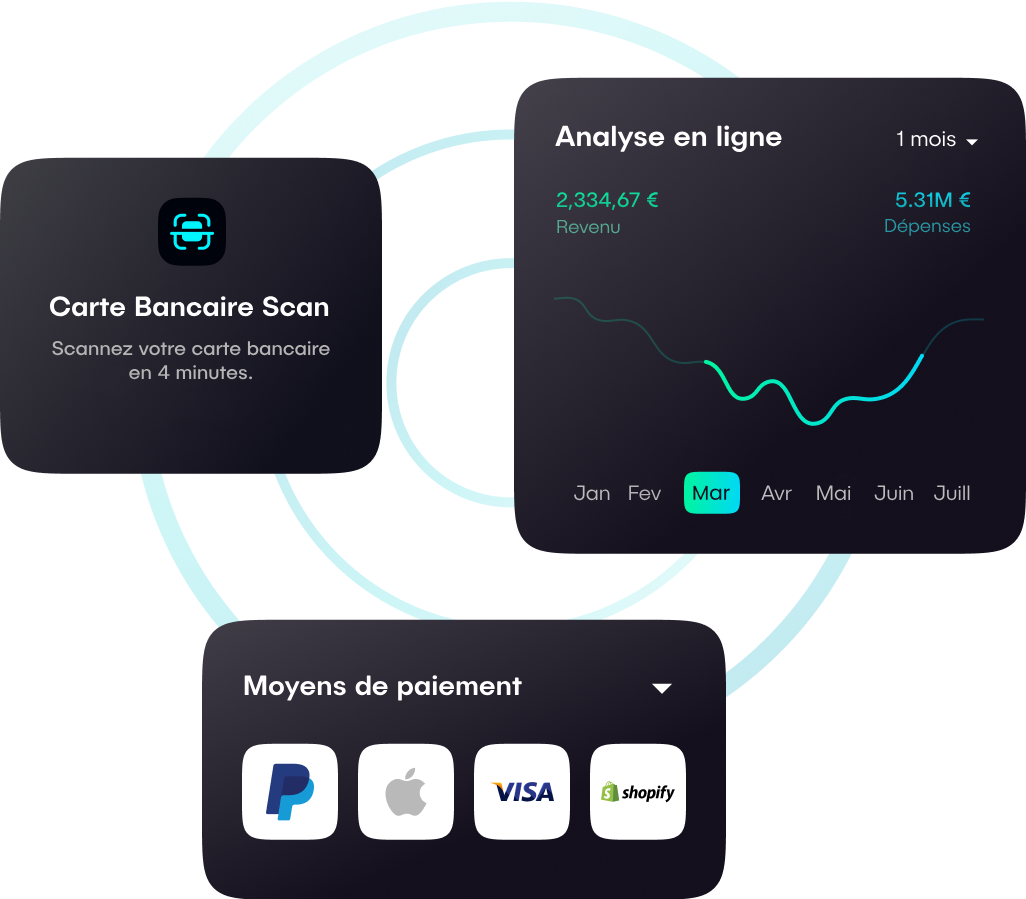 Analyse en ligne
1 mois
2,334,67 €
5.31M €
Revenu
Dépenses
Jan Fev Mar Avr Mai Juin Juill
Carte Bancaire Scan
Scannez votre carte bancaire
en 4 minutes.
Moyens de paiement
VISA
shopify